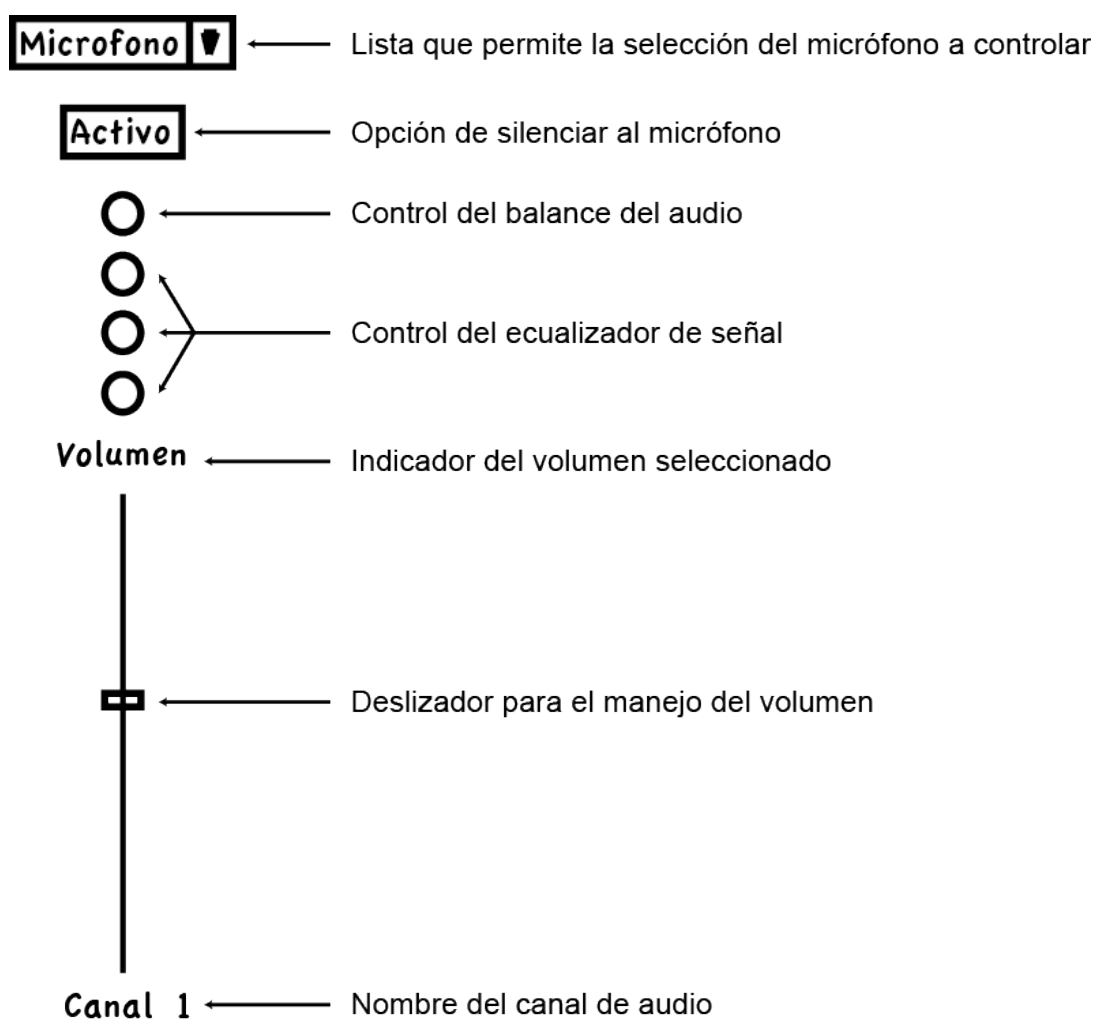 Microfono Lista que permite la selección del micrófono a controlar
Activo Opción de silenciar al micrófono
Control del balance del audio
Control del ecualizador de señal
Volumen Indicador del volumen seleccionado
Deslizador para el manejo del volumen
Canal 1 Nombre del canal de audio